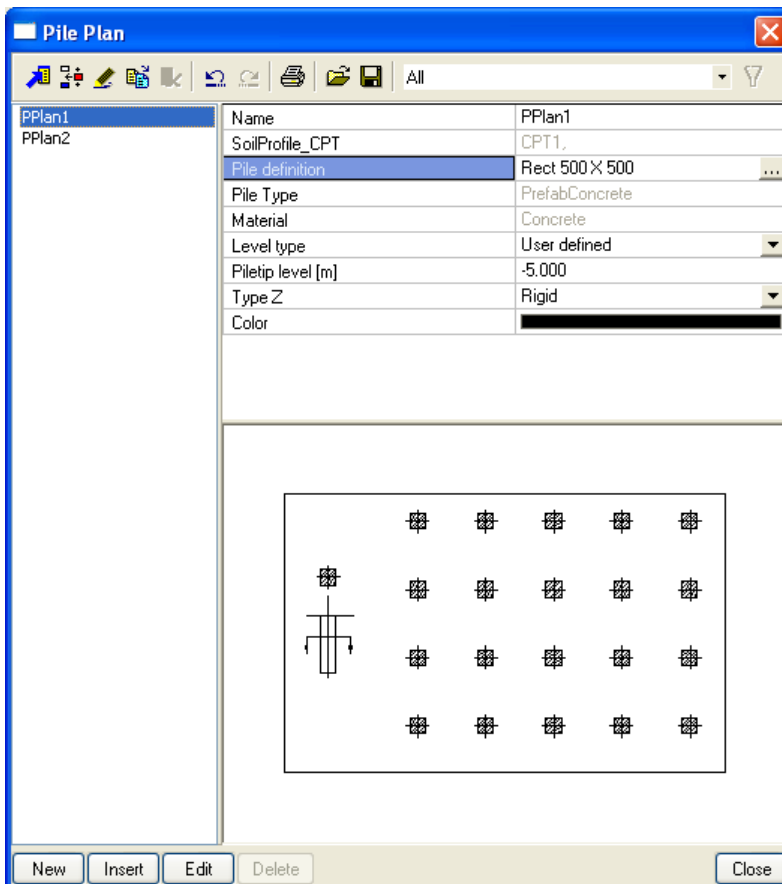 Pile Plan
All
PPlan1
PPlan2
Name PPlan1
SoilProfile_CPT CPT1,
Pile definition Rect 500 X 500 ...
Pile Type PrefabConcrete
Material Concrete
Level type User defined
Piletip level [m] -5.000
Type Z Rigid
Color
New Insert Edit Delete Close